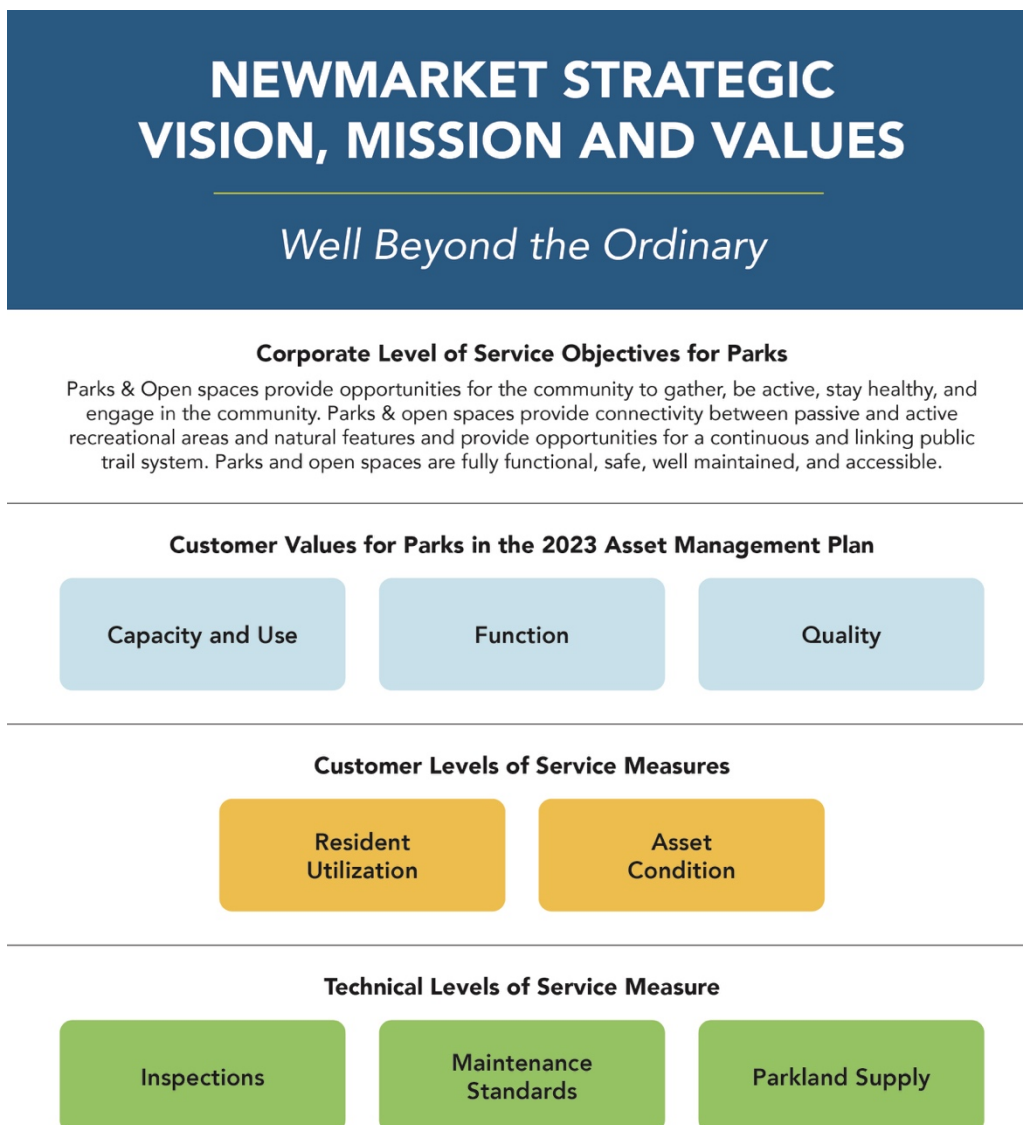 NEWMARKET STRATEGIC
VISION, MISSION AND VALUES
Well Beyond the Ordinary
Corporate Level of Service Objectives for Parks
Parks & Open spaces provide opportunities for the community to gather, be active, stay healthy, and
engage in the community. Parks & open spaces provide connectivity between passive and active
recreational areas and natural features and provide opportunities for a continuous and linking public
trail system. Parks and open spaces are fully functional, safe, well maintained, and accessible.
Customer Values for Parks in the 2023 Asset Management Plan
Capacity and Use
Function
Quality
Customer Levels of Service Measures
Resident
Utilization
Asset
Condition
Technical Levels of Service Measure
Inspections
Maintenance
Standards
Parkland Supply